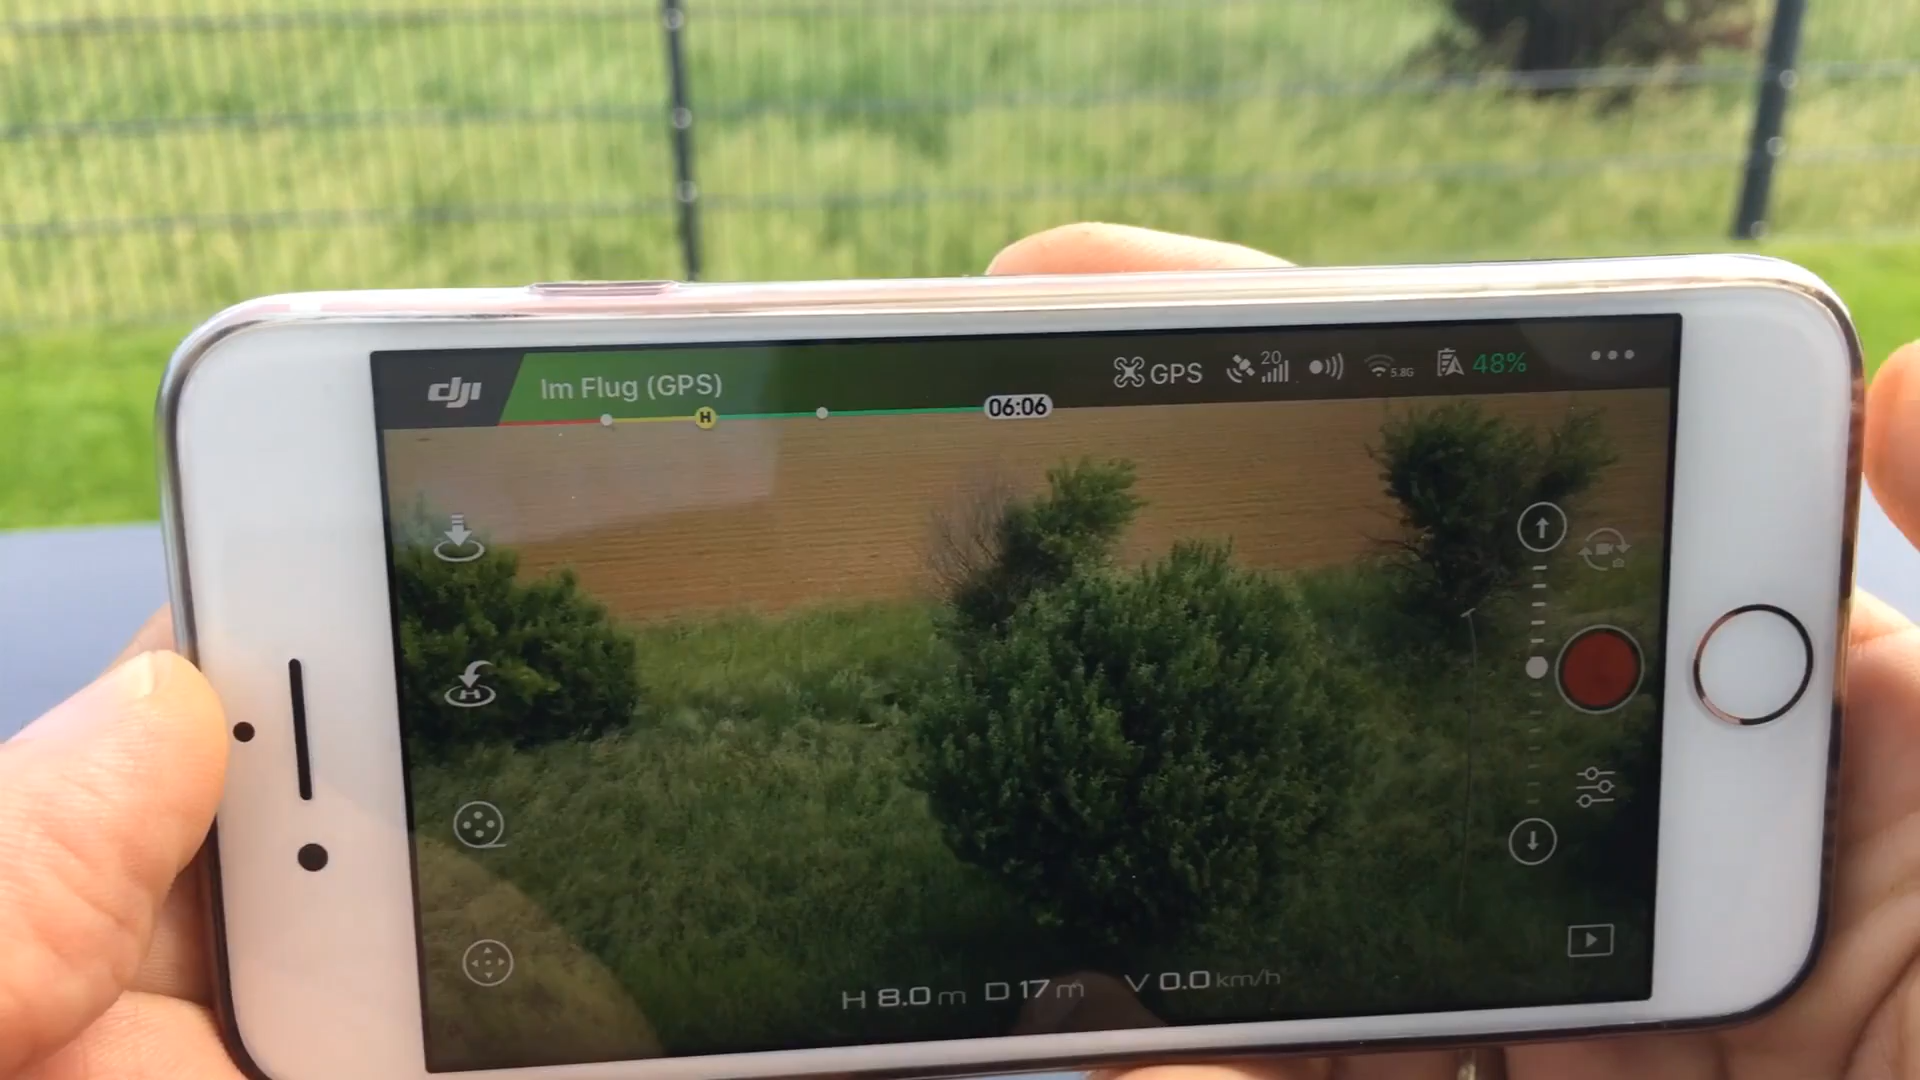 dji Im Flug (GPS) GPS 20 5.8G 48%
H 06:06
H
H 8.0 m D 17 m V 0.0 km/h